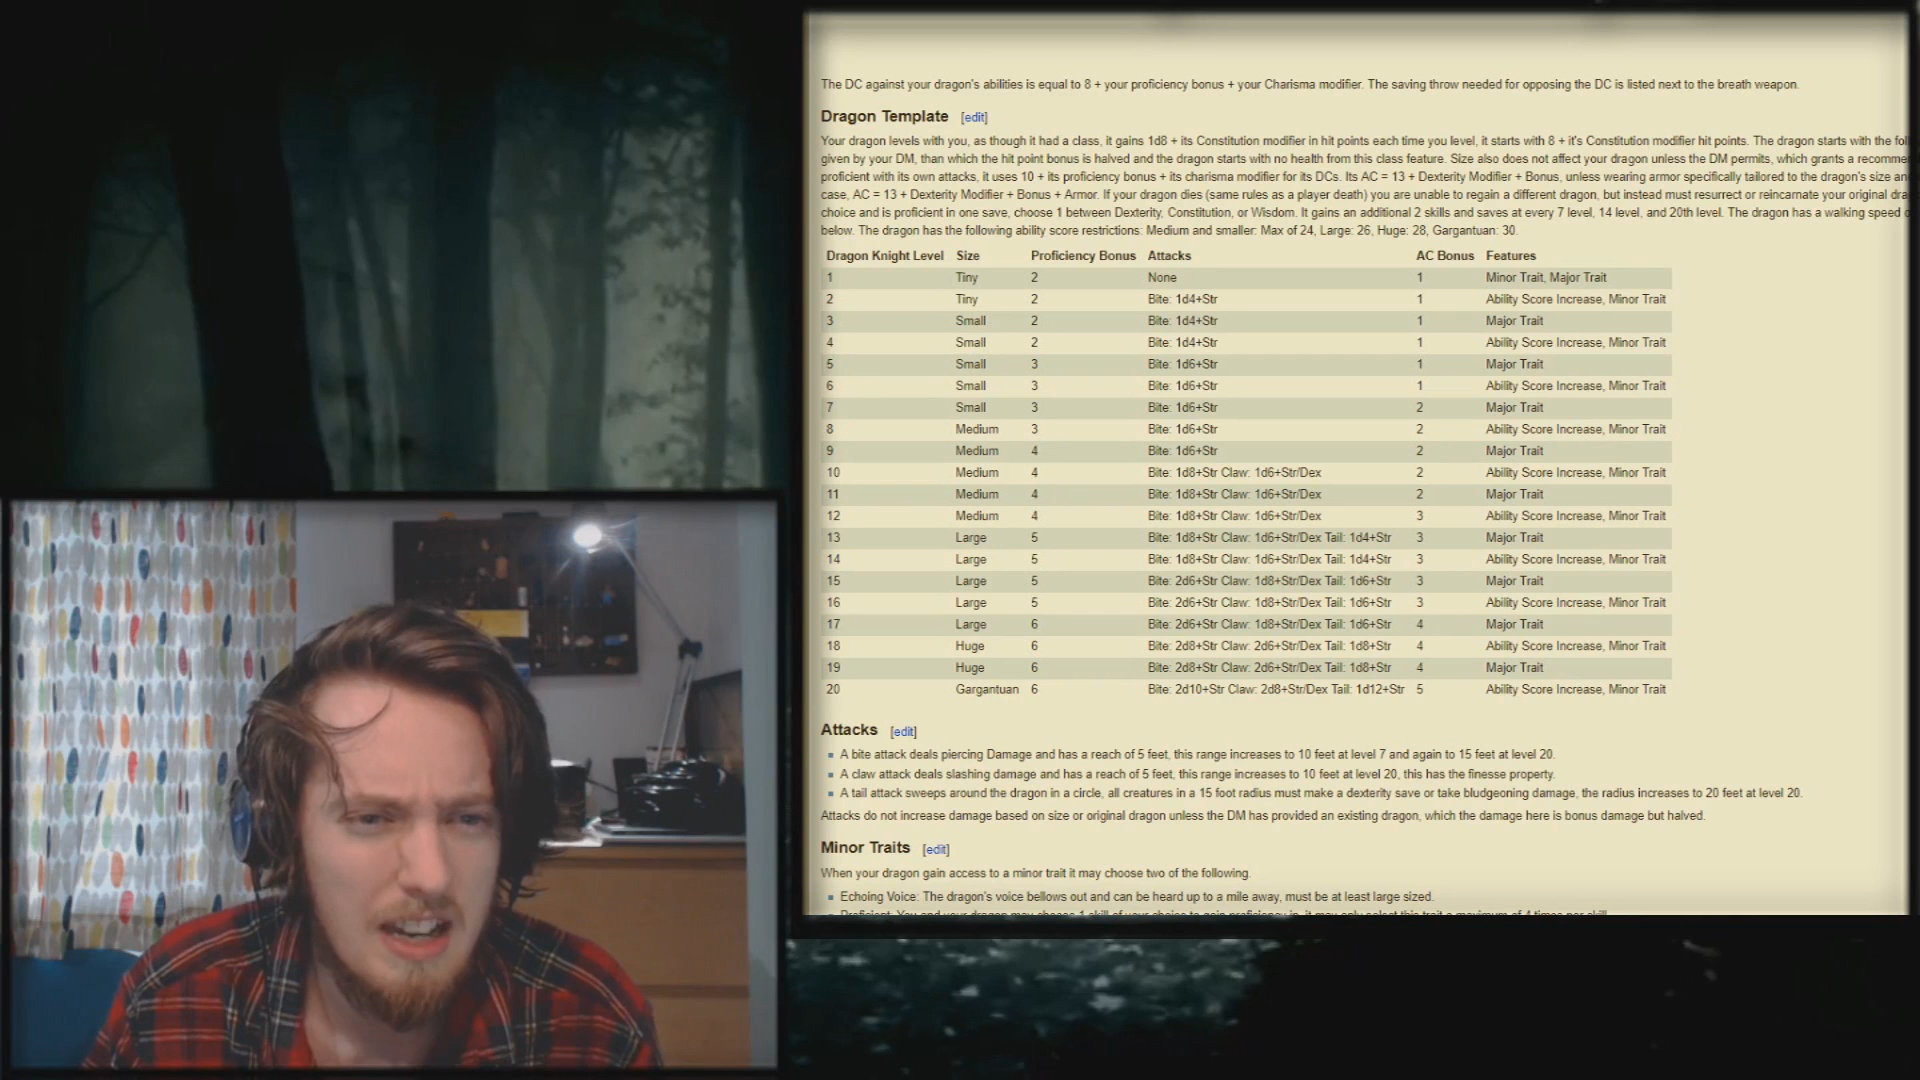 The DC against your dragon's abilities is equal to 8 + your proficiency bonus + your Charisma modifier. The saving throw needed for opposing the DC is listed next to the breath weapon.
Dragon Template [edit]
Your dragon levels with you, as though it had a class, it gains 1d8 + its Constitution modifier in hit points each time you level, it starts with 8 + it's Constitution modifier hit points. The dragon starts with the
given by your DM, than which the hit point bonus is halved and the dragon starts with no health from this class feature. Size also does not affect your dragon unless the DM permits, which grants a
proficient with its own attacks, it uses 10 + its proficiency bonus + its charisma modifier for its DCs. Its AC = 13 + Dexterity Modifier + Bonus, unless wearing armor specifically tailored to the dragon's size
case, AC = 13 + Dexterity Modifier + Bonus + Armor. If your dragon dies (same rules as a player death) you are unable to regain a different dragon, but instead must resurrect or reincarnate your original
choice and is proficient in one save, choose 1 between Dexterity, Constitution, or Wisdom. It gains an additional 2 skills and saves at every 7 level, 14 level, and 20th level. The dragon has a walking speed
below. The dragon has the following ability score restrictions: Medium and smaller: Max of 24, Large: 26, Huge: 28, Gargantuan: 30.
Dragon Knight Level Size Proficiency Bonus Attacks AC Bonus Features
1 Tiny 2 None 1 Minor Trait, Major Trait
2 Tiny 2 Bite: 1d4+Str 1 Ability Score Increase, Minor Trait
3 Small 2 Bite: 1d4+Str 1 Major Trait
4 Small 2 Bite: 1d4+Str 1 Ability Score Increase, Minor Trait
5 Small 3 Bite: 1d6+Str 1 Major Trait
6 Small 3 Bite: 1d6+Str 1 Ability Score Increase, Minor Trait
7 Small 3 Bite: 1d6+Str 2 Major Trait
8 Medium 3 Bite: 1d6+Str 2 Ability Score Increase, Minor Trait
9 Medium 4 Bite: 1d6+Str 2 Major Trait
10 Medium 4 Bite: 1d8+Str Claw: 1d6+Str/Dex 2 Ability Score Increase, Minor Trait
11 Medium 4 Bite: 1d8+Str Claw: 1d6+Str/Dex 2 Major Trait
12 Medium 4 Bite: 1d8+Str Claw: 1d6+Str/Dex 3 Ability Score Increase, Minor Trait
13 Large 5 Bite: 1d8+Str Claw: 1d6+Str/Dex Tail: 1d4+Str 3 Major Trait
14 Large 5 Bite: 1d8+Str Claw: 1d6+Str/Dex Tail: 1d4+Str 3 Ability Score Increase, Minor Trait
15 Large 5 Bite: 2d6+Str Claw: 1d8+Str/Dex Tail: 1d6+Str 3 Major Trait
16 Large 5 Bite: 2d6+Str Claw: 1d8+Str/Dex Tail: 1d6+Str 3 Ability Score Increase, Minor Trait
17 Large 6 Bite: 2d6+Str Claw: 1d8+Str/Dex Tail: 1d6+Str 4 Major Trait
18 Huge 6 Bite: 2d8+Str Claw: 2d6+Str/Dex Tail: 1d8+Str 4 Ability Score Increase, Minor Trait
19 Huge 6 Bite: 2d8+Str Claw: 2d6+Str/Dex Tail: 1d8+Str 4 Major Trait
20 Gargantuan 6 Bite: 2d10+Str Claw: 2d8+Str/Dex Tail: 1d12+Str 5 Ability Score Increase, Minor Trait
Attacks [edit]
A bite attack deals piercing Damage and has a reach of 5 feet, this range increases to 10 feet at level 7 and again to 15 feet at level 20.
A claw attack deals slashing damage and has a reach of 5 feet, this range increases to 10 feet at level 20, this has the finesse property.
A tail attack sweeps around the dragon in a circle, all creatures in a 15 foot radius must make a dexterity save or take bludgeoning damage, the radius increases to 20 feet at level 20.
Attacks do not increase damage based on size or original dragon unless the DM has provided an existing dragon, which the damage here is bonus damage but halved.
Minor Traits [edit]
When your dragon gain access to a minor trait it may choose two of the following.
Echoing Voice: The dragon's voice bellows out and can be heard up to a mile away, must be at least large sized.
Proficient: You and your dragon may choose 1 skill of your choice to gain proficiency in, it may only select this trait a maximum of 4 times per skill